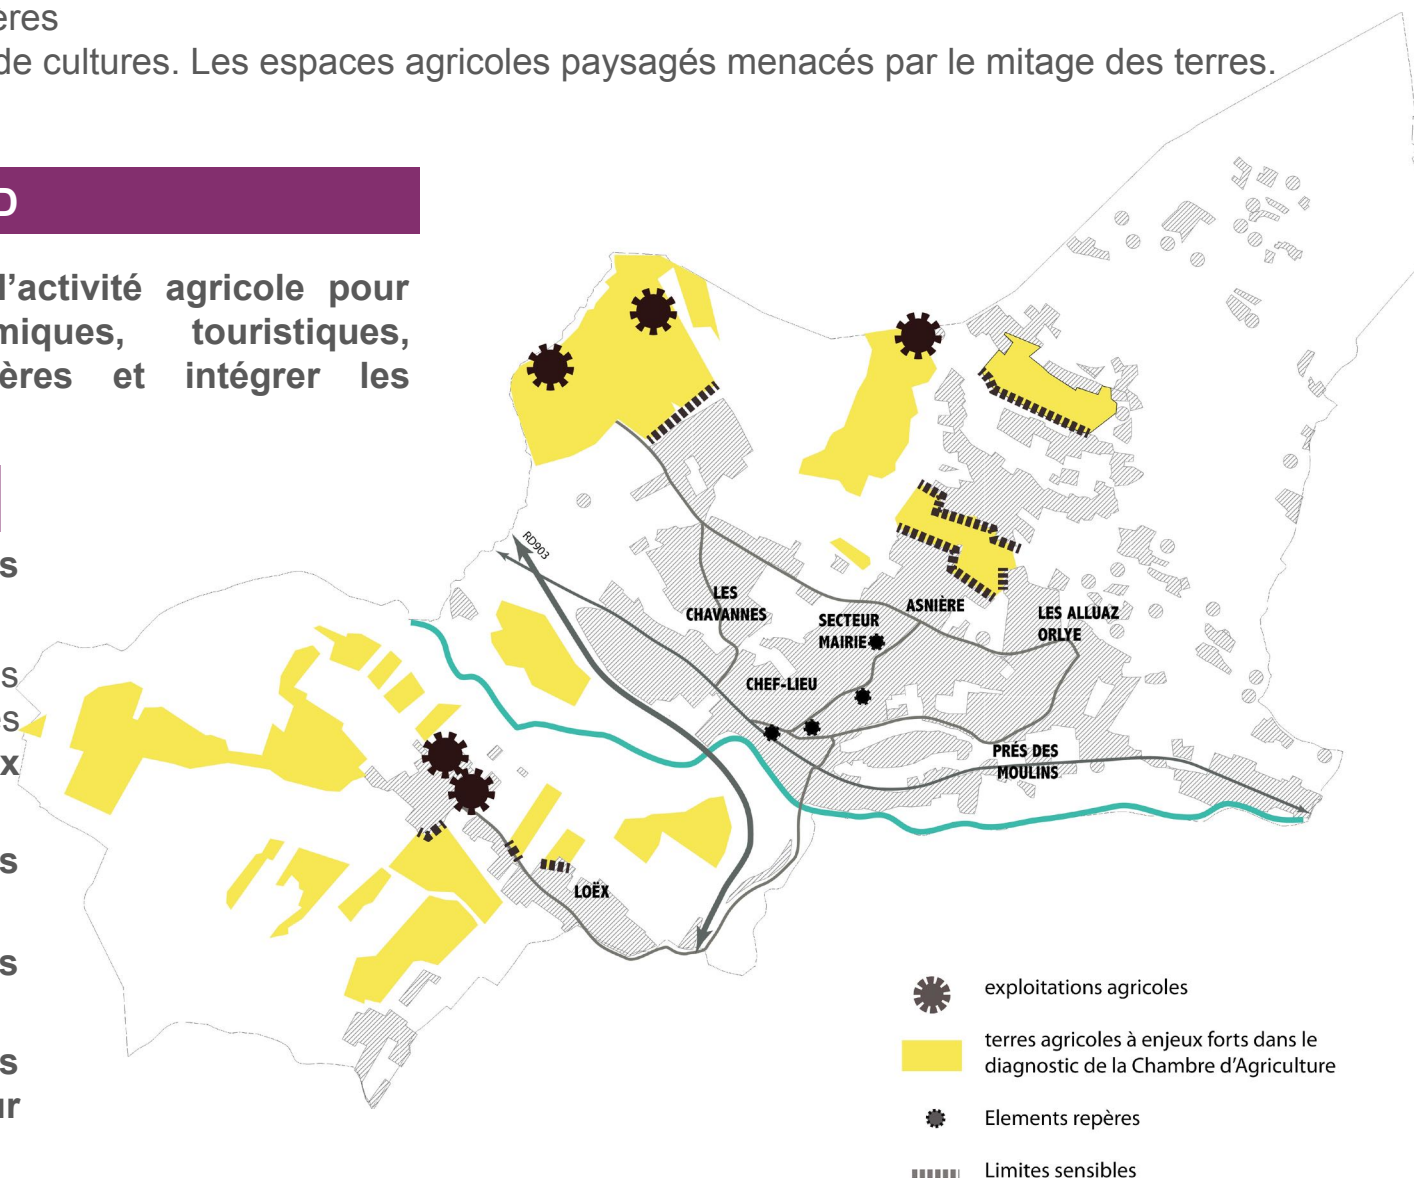 ères
de cultures. Les espaces agricoles paysagés menacés par le mitage des terres.
D
l’activité agricole pour
miques, touristiques,
ères et intégrer les
s
s
es
x
s
s
s
ur
RD903
LES
CHAVANNES
SECTEUR
MAIRIE
ASNIÈRE
LES ALLUAZ
ORLYE
CHEF-LIEU
PRÉS DES
MOULINS
LOËX
exploitations agricoles
terres agricoles à enjeux forts dans le
diagnostic de la Chambre d’Agriculture
Elements repères
Limites sensibles